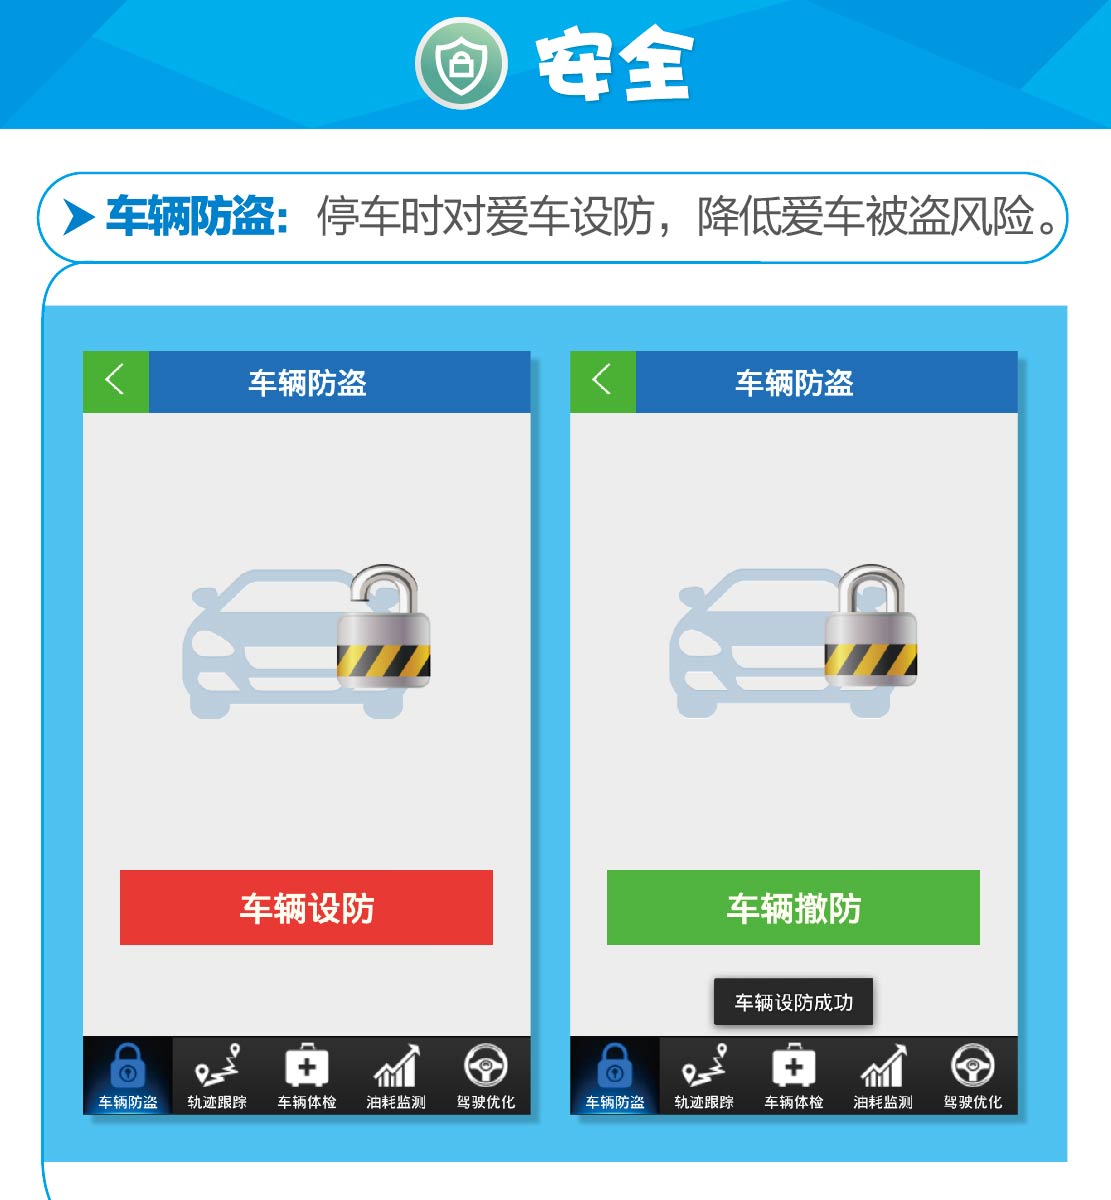 安全
车辆防盗：停车时对爱车设防，降低爱车被盗风险。
车辆防盗
车辆设防
车辆防盗 轨迹跟踪 车辆体检 油耗监测 驾驶优化
车辆防盗
车辆撤防
车辆设防成功
车辆防盗 轨迹跟踪 车辆体检 油耗监测 驾驶优化